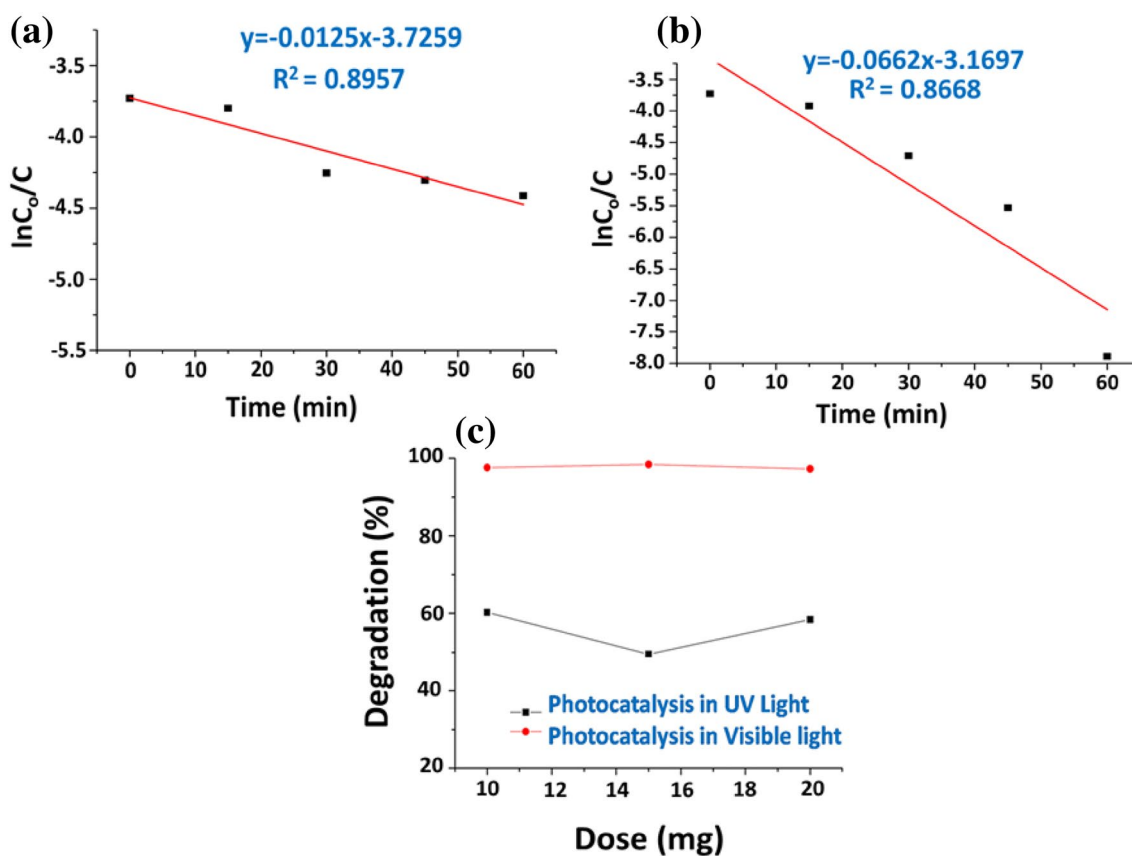 (a)
y=-0.0125x-3.7259
R² = 0.8957
-3.5
-4.0
-4.5
-5.0
-5.5
lnCₒ/C
0 10 20 30 40 50 60
Time (min)
(b)
y=-0.0662x-3.1697
R² = 0.8668
-3.5
-4.0
-4.5
-5.0
-5.5
-6.0
-6.5
-7.0
-7.5
-8.0
lnCₒ/C
0 10 20 30 40 50 60
Time (min)
(c)
100
80
60
40
20
Degradation (%)
Photocatalysis in UV Light
Photocatalysis in Visible light
10 12 14 16 18 20
Dose (mg)